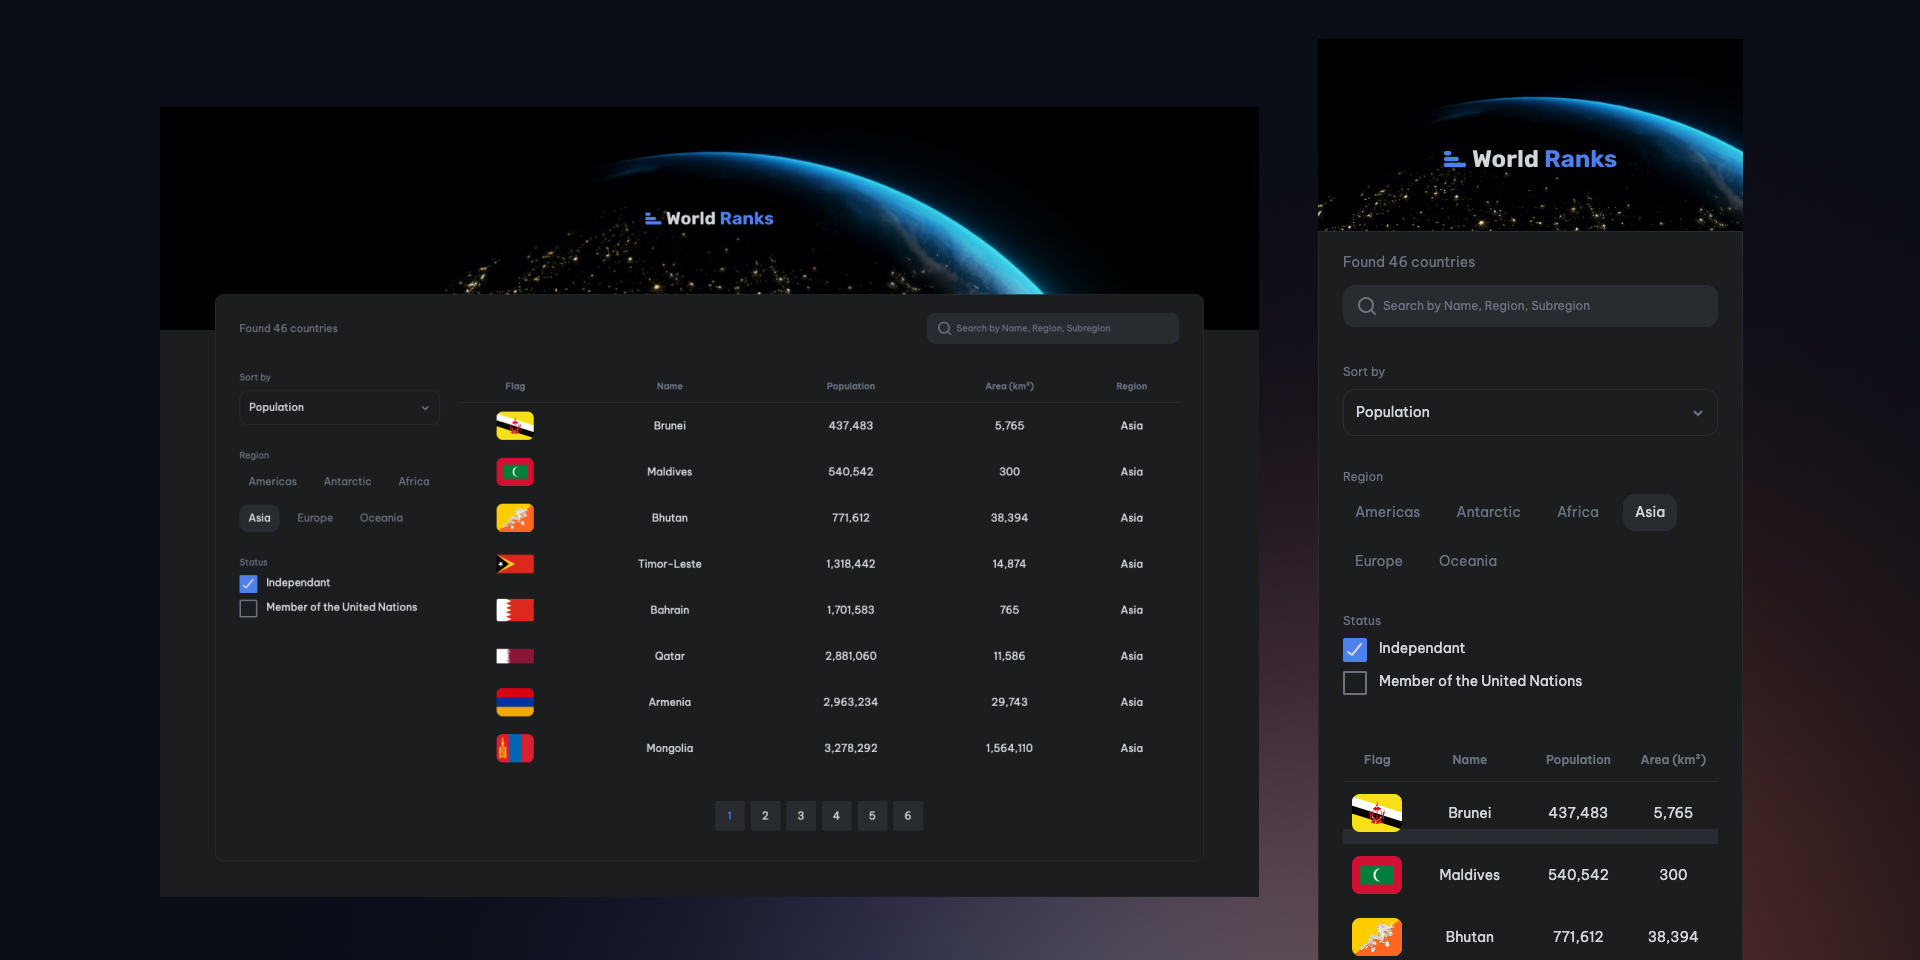 World Ranks
Found 46 countries
Search by Name, Region, Subregion
Sort by
Population
Region
Americas Antarctic Africa
Asia Europe Oceania
Status
Independant
Member of the United Nations
Flag Name Population Area (km²) Region
Brunei 437,483 5,765 Asia
Maldives 540,542 300 Asia
Bhutan 771,612 38,394 Asia
Timor-Leste 1,318,442 14,874 Asia
Bahrain 1,701,583 765 Asia
Qatar 2,881,060 11,586 Asia
Armenia 2,963,234 29,743 Asia
Mongolia 3,278,292 1,564,110 Asia
1 2 3 4 5 6
World Ranks
Found 46 countries
Search by Name, Region, Subregion
Sort by
Population
Region
Americas Antarctic Africa Asia
Europe Oceania
Status
Independant
Member of the United Nations
Flag Name Population Area (km²)
Brunei 437,483 5,765
Maldives 540,542 300
Bhutan 771,612 38,394